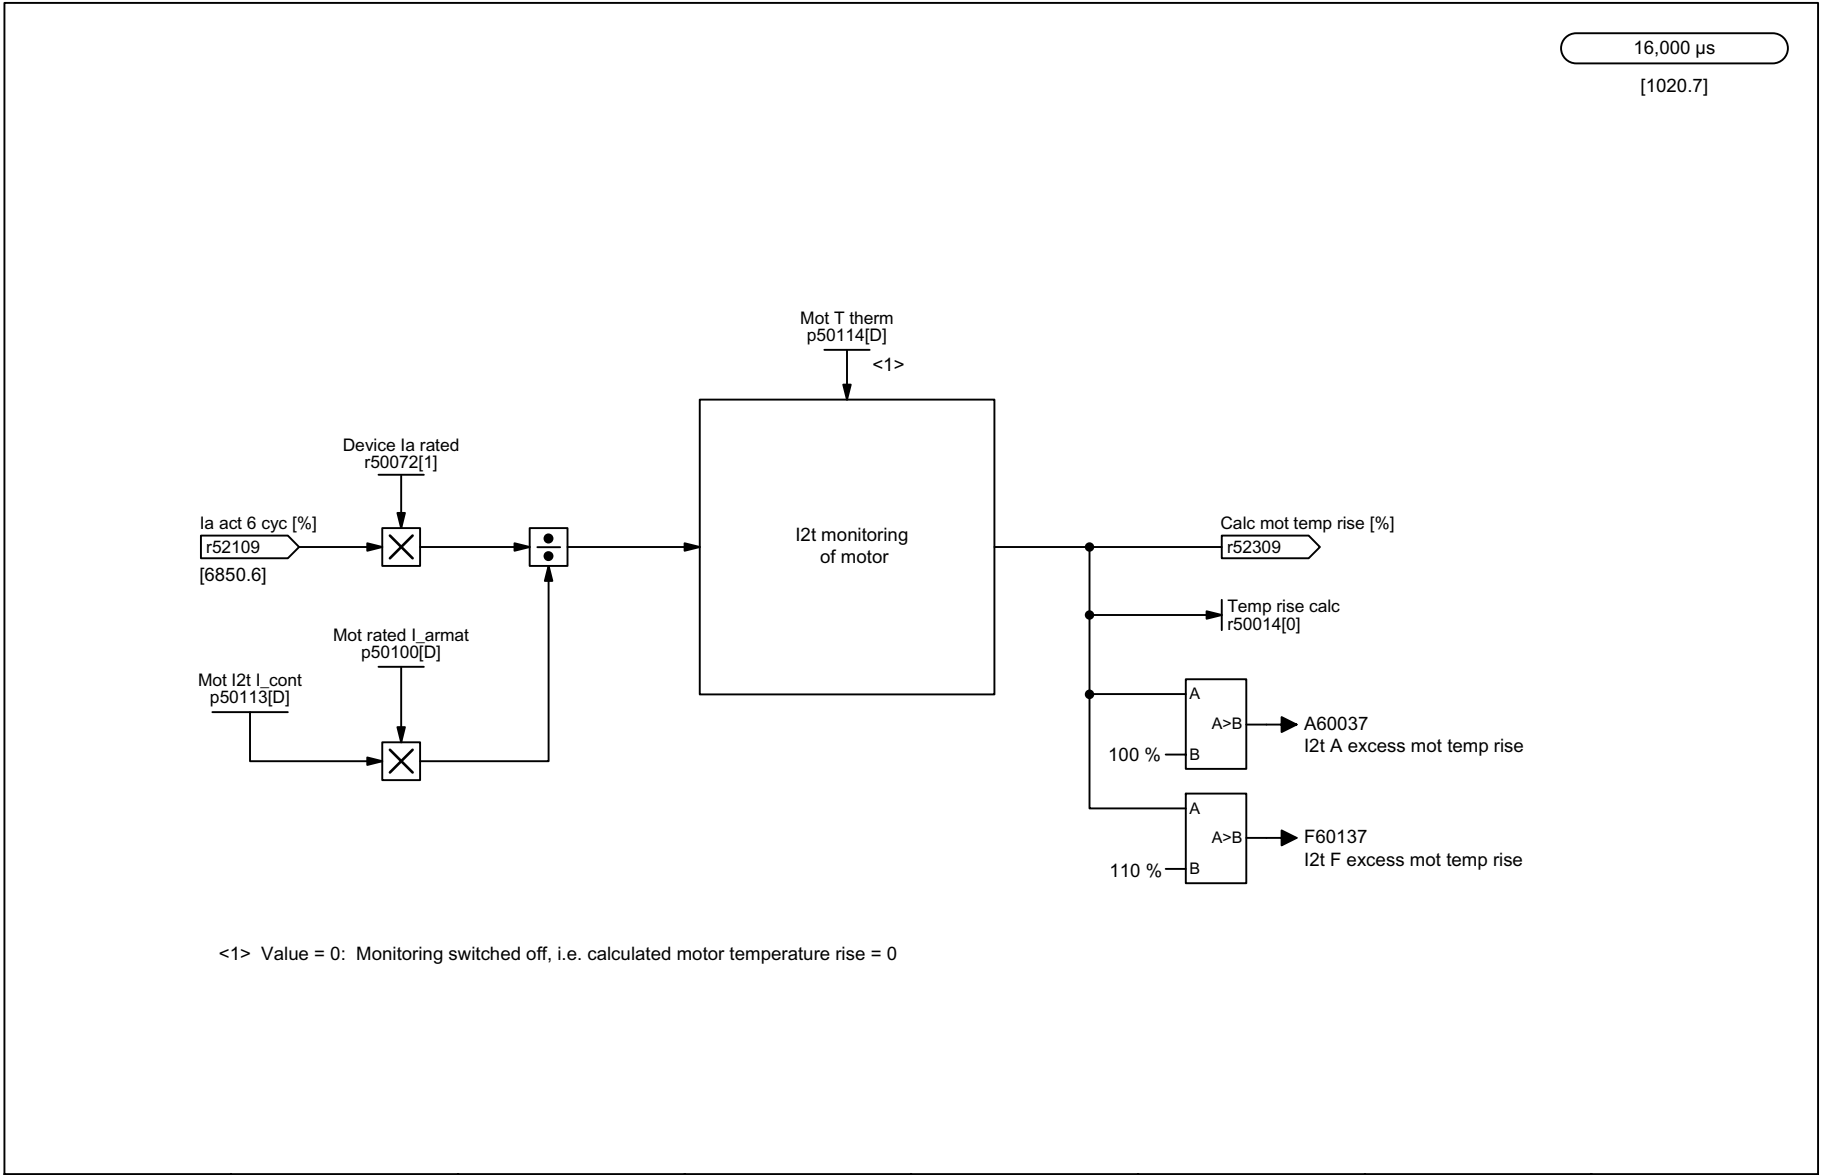 16,000 µs
[1020.7]
Mot T therm
p50114[D]
<1>
Device Ia rated
r50072[1]
Ia act 6 cyc [%]
r52109
[6850.6]
I2t monitoring
of motor
Calc mot temp rise [%]
r52309
Temp rise calc
r50014[0]
Mot rated I_armat
p50100[D]
Mot I2t I_cont
p50113[D]
A
A>B
100 %
B
A60037
I2t A excess mot temp rise
A
A>B
110 %
B
F60137
I2t F excess mot temp rise
<1> Value = 0: Monitoring switched off, i.e. calculated motor temperature rise = 0